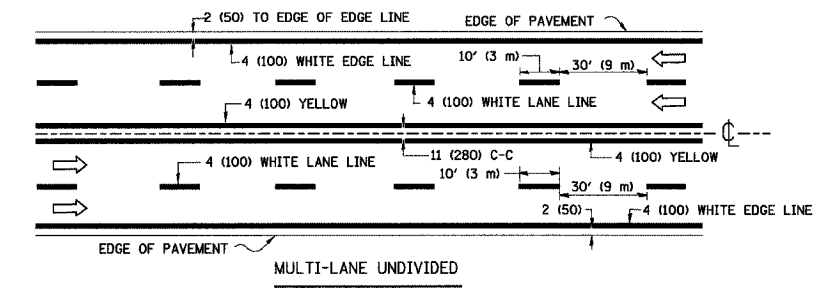 2 (50) TO EDGE OF EDGE LINE
EDGE OF PAVEMENT
4 (100) WHITE EDGE LINE
10' (3 m)
30' (9 m)
4 (100) YELLOW
4 (100) WHITE LANE LINE
CL
4 (100) WHITE LANE LINE
11 (280) C-C
4 (100) YELLOW
10' (3 m)
30' (9 m)
2 (50)
4 (100) WHITE EDGE LINE
EDGE OF PAVEMENT
MULTI-LANE UNDIVIDED